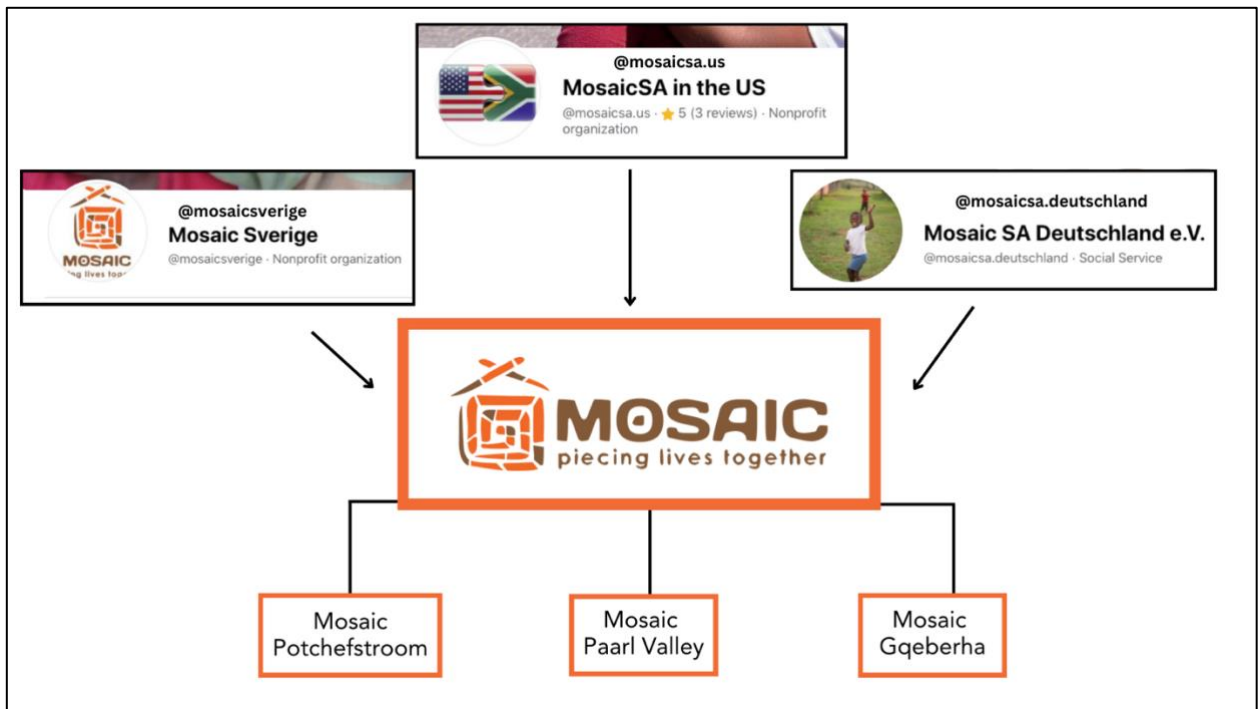 @mosaicsa.us
MosaicSA in the US
@mosaicsa.us · ⭐ 5 (3 reviews) · Nonprofit
organization
@mosaicsverige
Mosaic Sverige
@mosaicsverige · Nonprofit organization
MOSAIC
@mosaicsa.deutschland
Mosaic SA Deutschland e.V.
@mosaicsa.deutschland · Social Service
MOSAIC
piecing lives together
Mosaic
Potchefstroom
Mosaic
Paarl Valley
Mosaic
Gqeberha